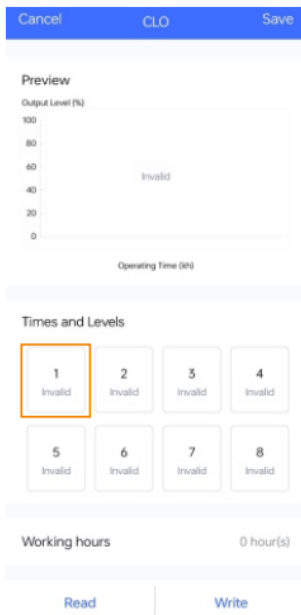 Cancel CLO Save
Preview
Output Level (%)
100
80
60
40
20
0
Invalid
Operating Time (kh)
Times and Levels
1 2 3 4
Invalid Invalid Invalid Invalid
5 6 7 8
Invalid Invalid Invalid Invalid
Working hours 0 hour(s)
Read Write